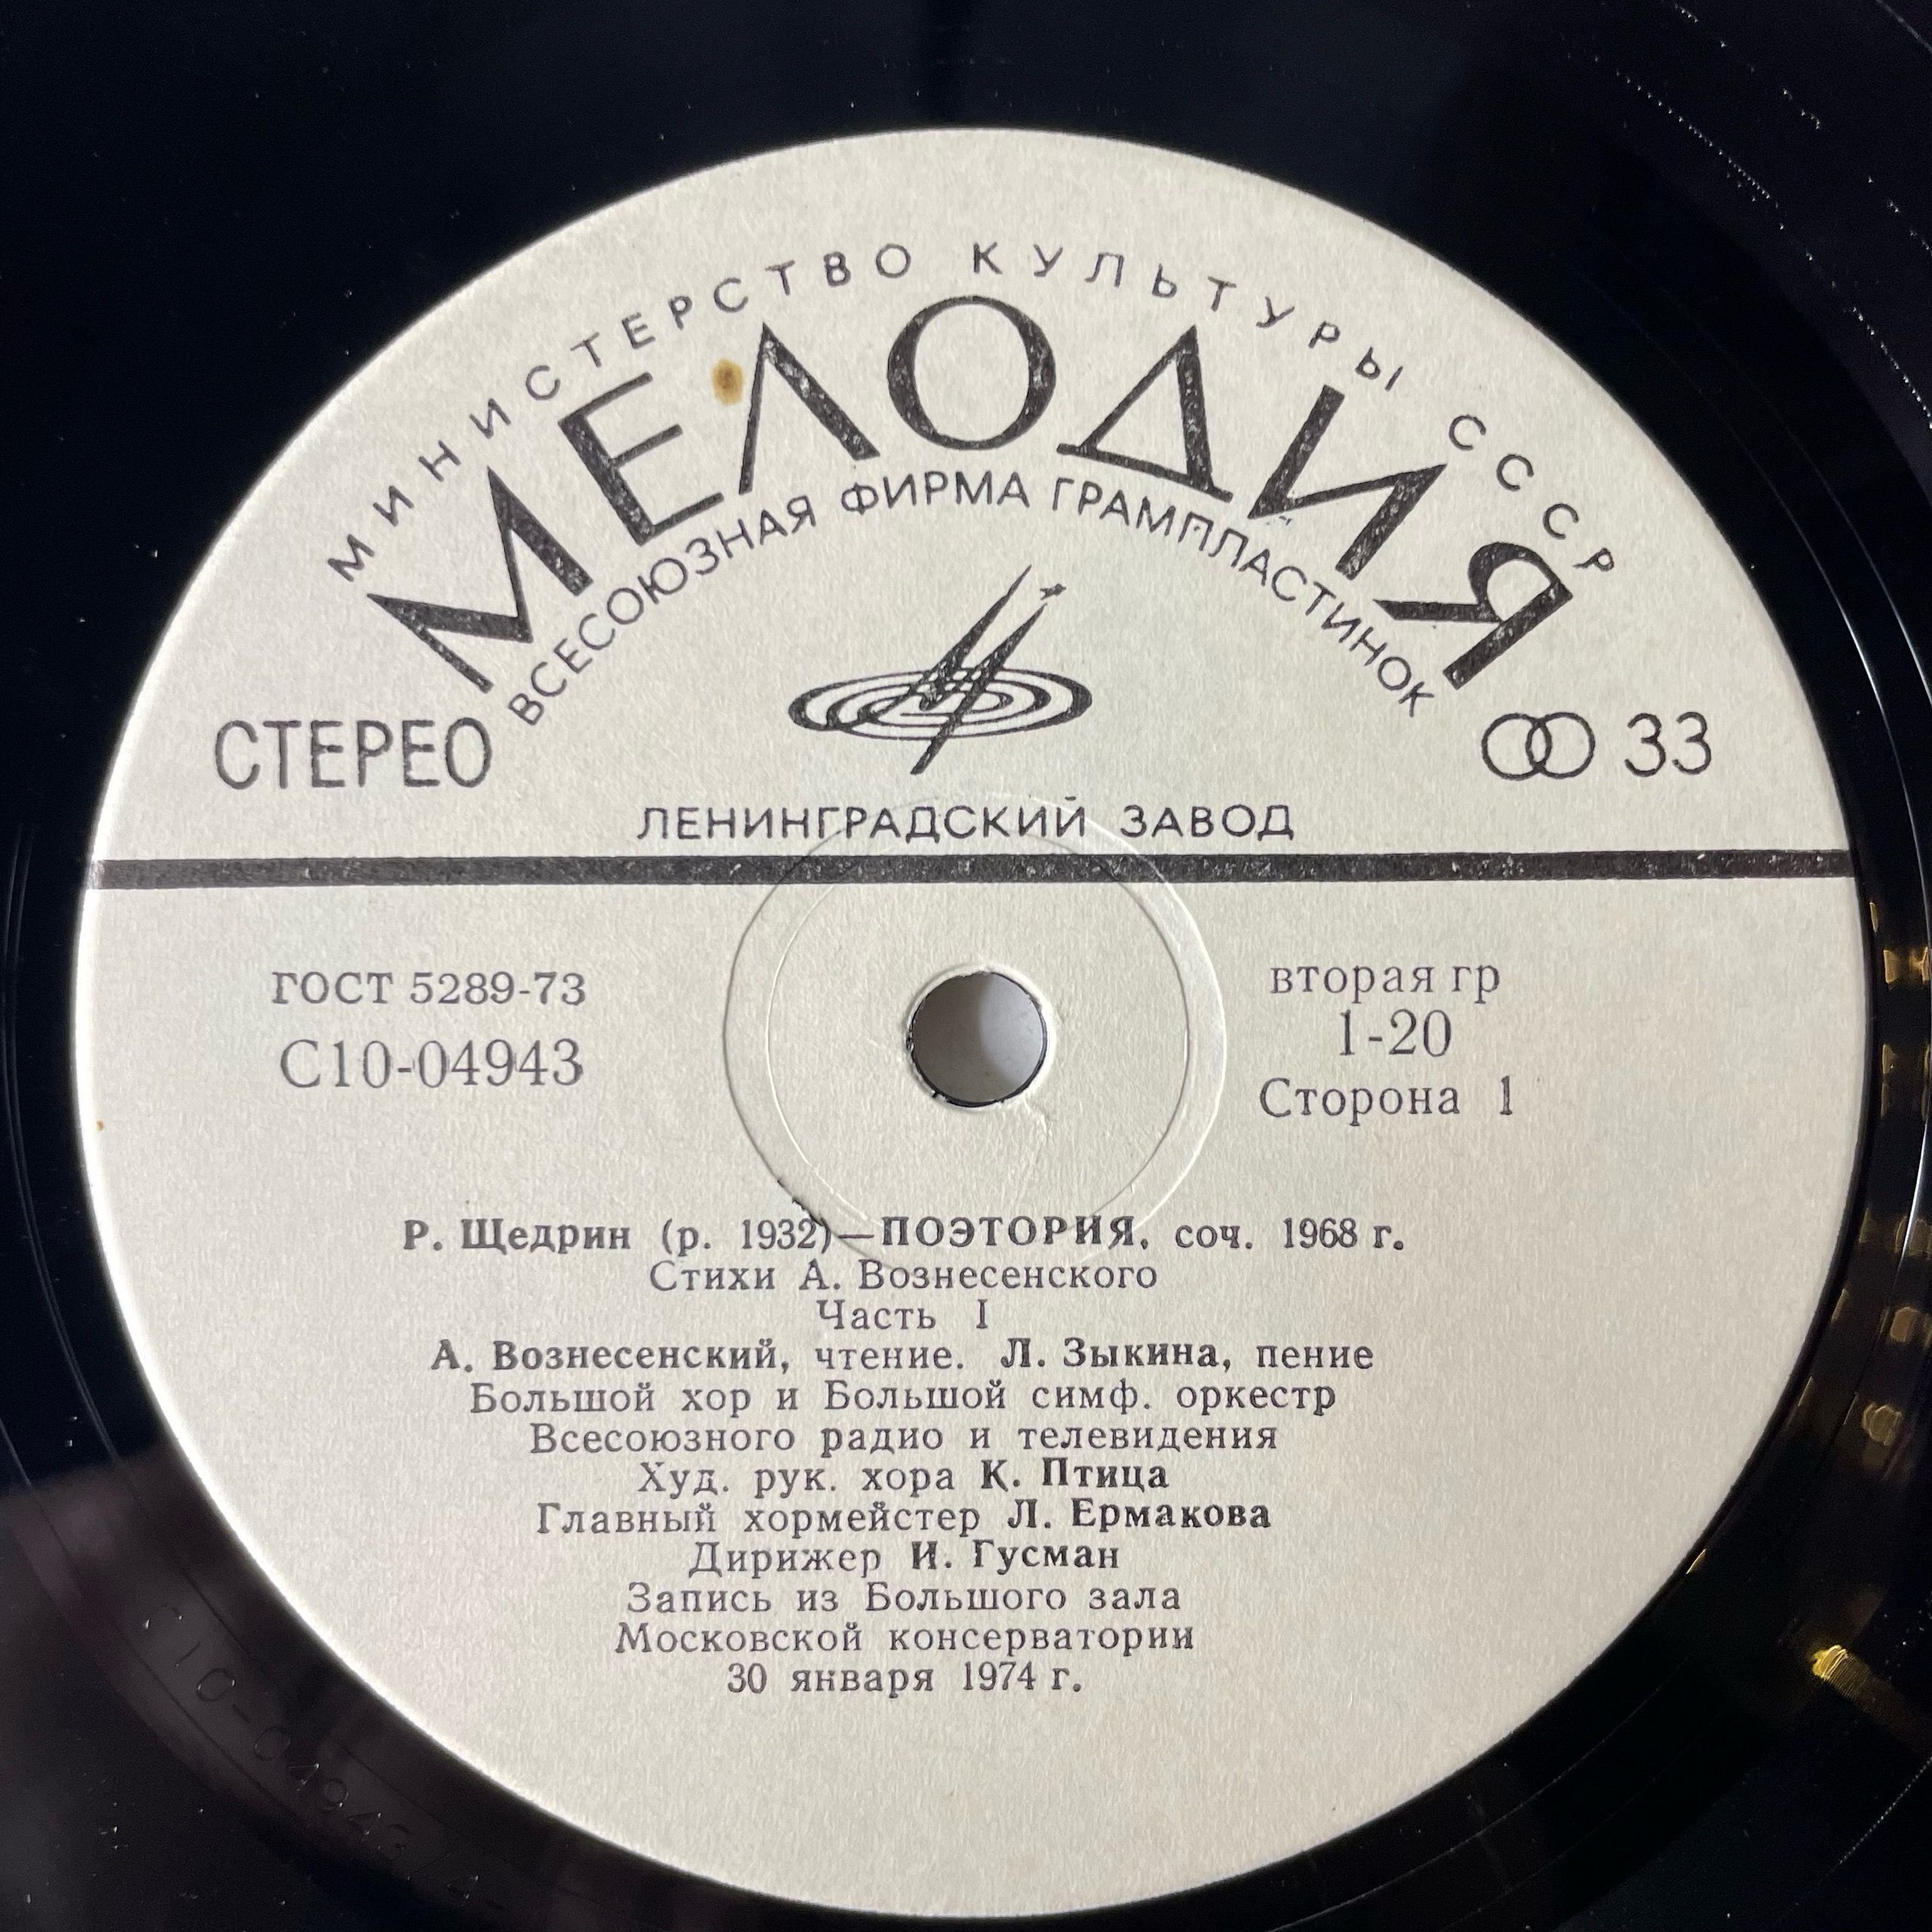 МИНИСТЕРСТВО КУЛЬТУРЫ СССР
МЕЛОДИЯ
ВСЕСОЮЗНАЯ ФИРМА ГРАМПЛАСТИНОК
СТЕРЕО
33
ЛЕНИНГРАДСКИЙ ЗАВОД
ГОСТ 5289-73
С10-04943
вторая гр
1-20
Сторона 1
Р. Щедрин (р. 1932)—ПОЭТОРИЯ, соч. 1968 г.
Стихи А. Вознесенского
Часть I
А. Вознесенский, чтение. Л. Зыкина, пение
Большой хор и Большой симф. оркестр
Всесоюзного радио и телевидения
Худ. рук. хора К. Птица
Главный хормейстер Л. Ермакова
Дирижер И. Гусман
Запись из Большого зала
Московской консерватории
30 января 1974 г.